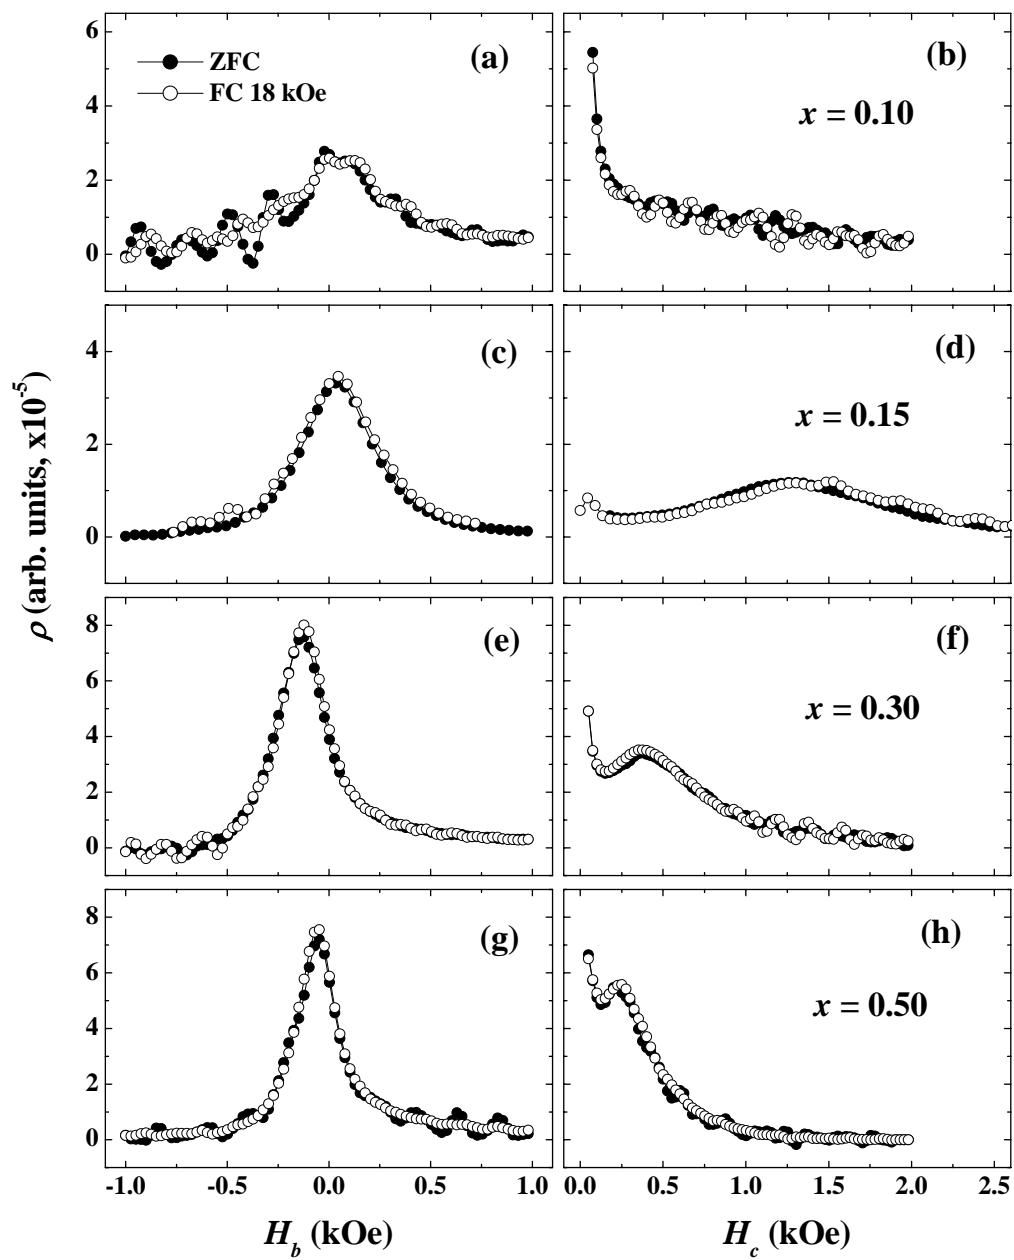 ρ (arb. units, x10⁻⁵)
6
4
2
0
ZFC
FC 18 kOe
(a)
(b)
x = 0.10
4
2
0
(c)
(d)
x = 0.15
8
6
4
2
0
(e)
(f)
x = 0.30
8
6
4
2
0
(g)
(h)
x = 0.50
-1.0 -0.5 0.0 0.5 1.0
0.0 0.5 1.0 1.5 2.0 2.5
H_b (kOe)
H_c (kOe)